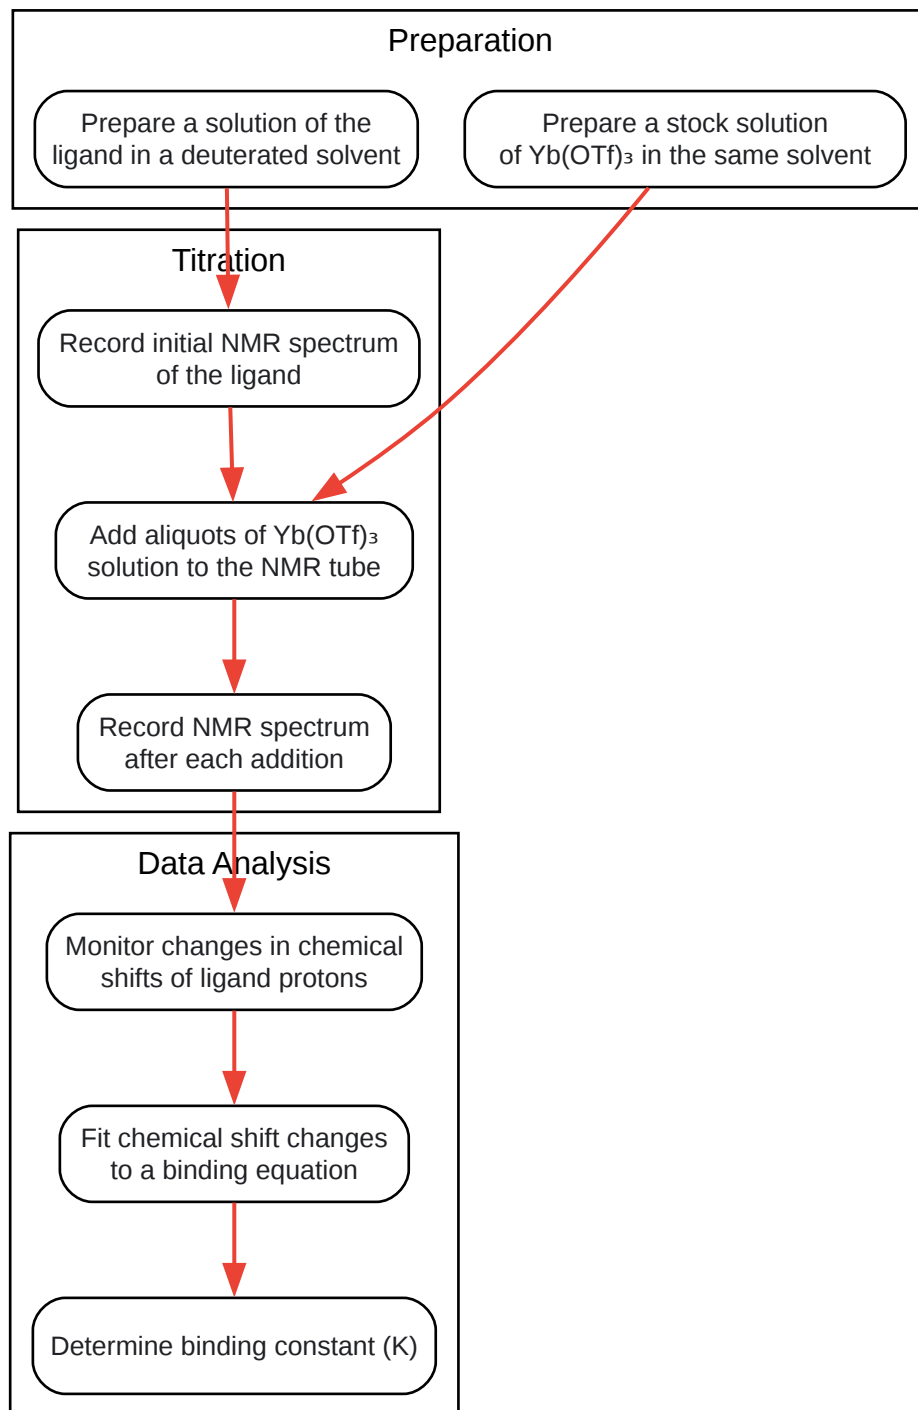 Preparation
Prepare a solution of the
ligand in a deuterated solvent
Prepare a stock solution
of Yb(OTf)₃ in the same solvent
Titration
Record initial NMR spectrum
of the ligand
Add aliquots of Yb(OTf)₃
solution to the NMR tube
Record NMR spectrum
after each addition
Data Analysis
Monitor changes in chemical
shifts of ligand protons
Fit chemical shift changes
to a binding equation
Determine binding constant (K)